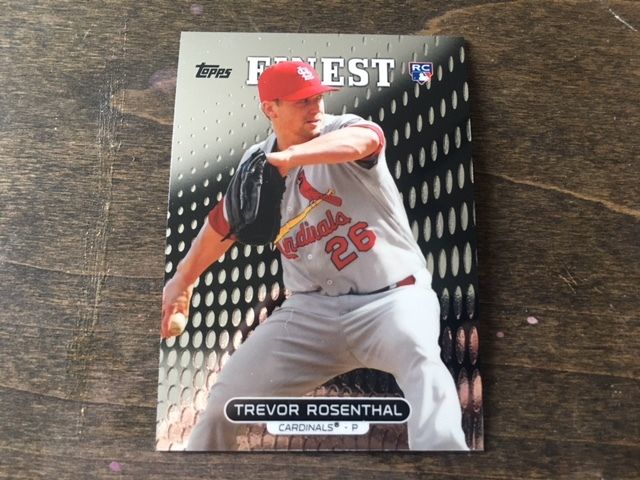 Topps FINEST RC
StL
Cardinals
26
TREVOR ROSENTHAL
CARDINALS® • P